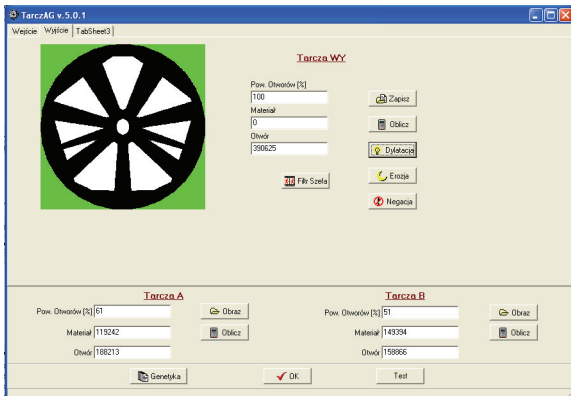 TarczAG v.5.0.1
Wejście Wyjście TabSheet3
Tarcza WY
Pow. Otworów [%]
100
Zapisz
Materiał
0
Oblicz
Otwór
390625
Dylatacja
Filtr Szefa
Erozja
Negacja
Tarcza A
Tarcza B
Pow. Otworów [%] 61 Obraz
Pow. Otworów [%] 51 Obraz
Materiał 119242 Oblicz
Materiał 149394 Oblicz
Otwór 188213
Otwór 158866
Genetyka OK Test